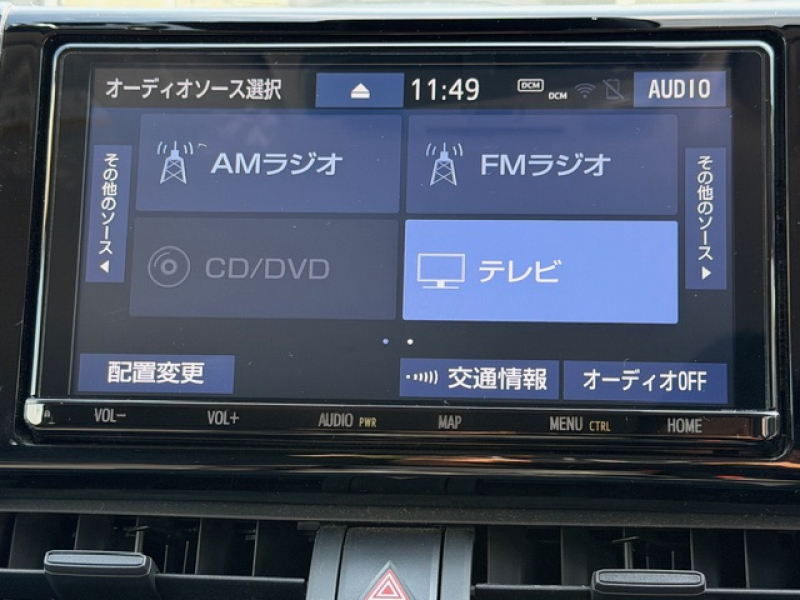 オーディオソース選択
11:49
DCM
DCM
AUDIO
AMラジオ
FMラジオ
その他のソース
その他のソース
CD/DVD
テレビ
配置変更
交通情報
オーディオOFF
VOL-
VOL+
AUDIO PWR
MAP
MENU CTRL
HOME